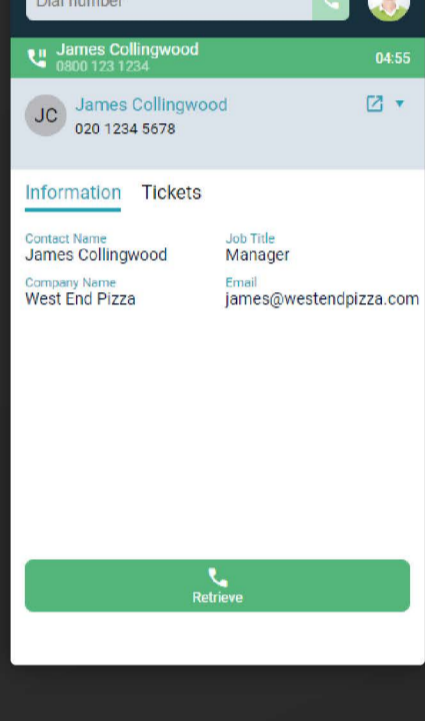 Dial number
James Collingwood
0800 123 1234
04:55
JC
James Collingwood
020 1234 5678
Information
Tickets
Contact Name
Job Title
James Collingwood
Manager
Company Name
Email
West End Pizza
james@westendpizza.com
Retrieve